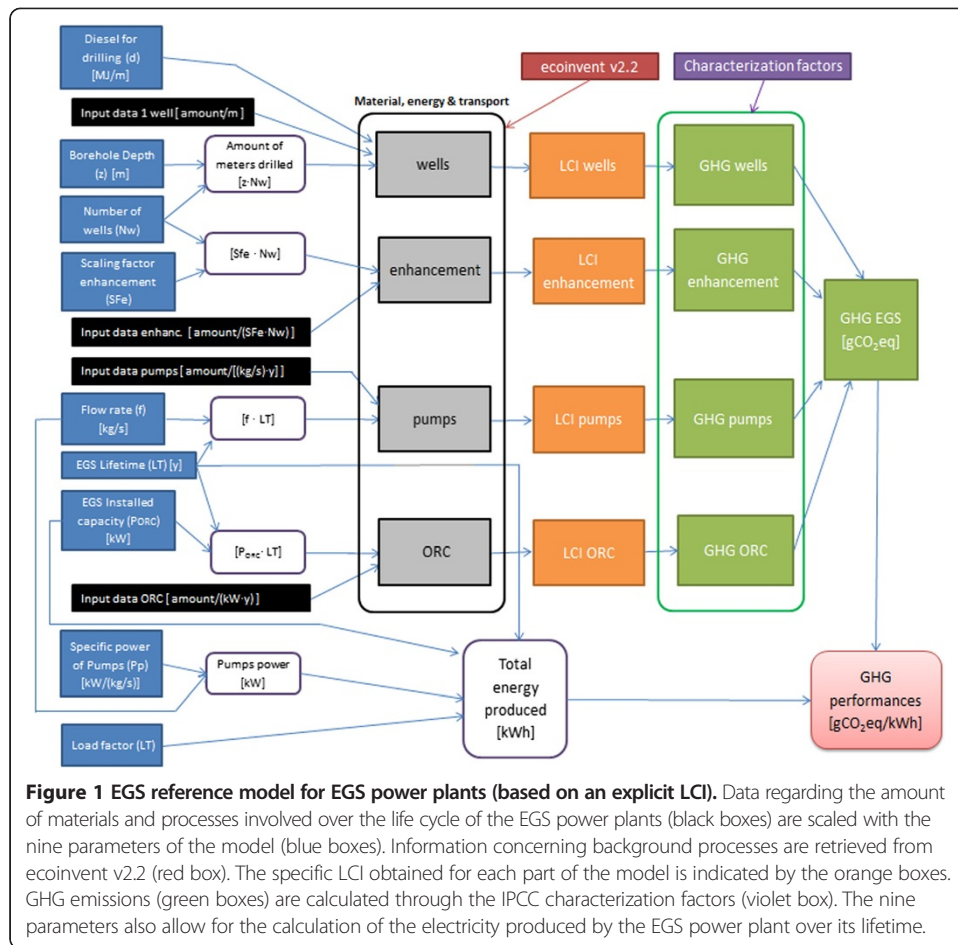 Diesel for
drilling (d)
[MJ/m]
ecoinvent v2.2
Characterization factors
Material, energy & transport
Input data 1 well [ amount/m ]
Borehole Depth
(z) [m]
Amount of
meters drilled
[z·Nw]
wells
LCI wells
GHG wells
Number of
wells (Nw)
[Sfe · Nw]
Scaling factor
enhancement
(SFe)
enhancement
LCI
enhancement
GHG
enhancement
Input data enhanc. [ amount/(SFe·Nw) ]
GHG EGS
[gCO₂eq]
Input data pumps [ amount/[(kg/s)·y] ]
Flow rate (f)
[kg/s]
[f · LT]
pumps
LCI pumps
GHG pumps
EGS Lifetime (LT) [y]
EGS Installed
capacity (PORC)
[kW]
[PORC· LT]
ORC
LCI ORC
GHG ORC
Input data ORC [ amount/(kW·y) ]
Specific power
of Pumps (Pp)
[kW/(kg/s)]
Pumps power
[kW]
Total
energy
produced
[kWh]
GHG
performances
[gCO₂eq/kWh]
Load factor (LT)
Figure 1 EGS reference model for EGS power plants (based on an explicit LCI). Data regarding the amount
of materials and processes involved over the life cycle of the EGS power plants (black boxes) are scaled with the
nine parameters of the model (blue boxes). Information concerning background processes are retrieved from
ecoinvent v2.2 (red box). The specific LCI obtained for each part of the model is indicated by the orange boxes.
GHG emissions (green boxes) are calculated through the IPCC characterization factors (violet box). The nine
parameters also allow for the calculation of the electricity produced by the EGS power plant over its lifetime.